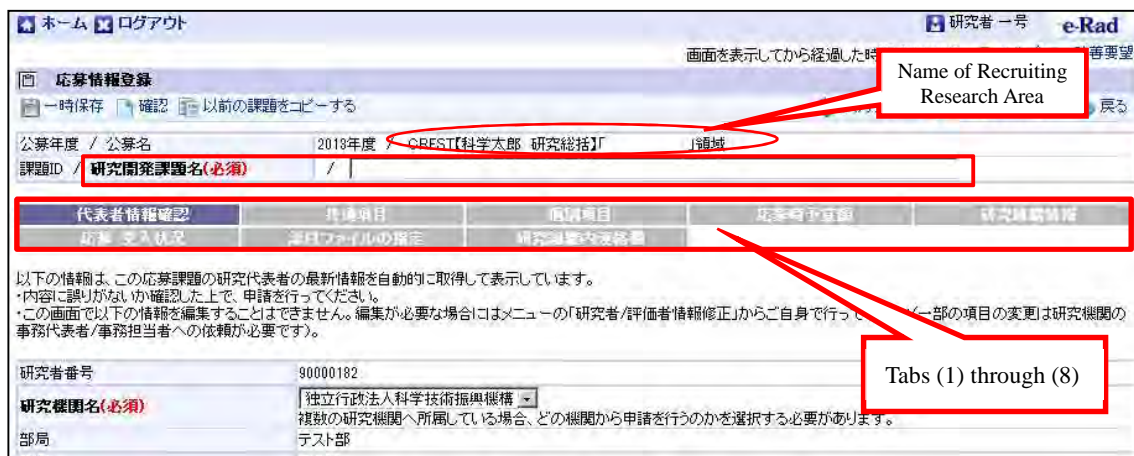 ホーム ログアウト 研究者 一号 e-Rad
画面を表示してから経過した時 善要望
応募情報登録
一時保存 確認 以前の課題をコピーする 戻る
Name of Recruiting
Research Area
公募年度 / 公募名 2013年度 / CREST【科学太郎 研究総括】「 」領域
課題ID / 研究開発課題名(必須) /
代表者情報確認 共通項目 個別項目 応募時予算額 研究組織情報
応募・受入状況 添付ファイルの指定 研究組織内連絡欄
以下の情報は、この応募課題の研究代表者の最新情報を自動的に取得して表示しています。
・内容に誤りがないか確認した上で、申請を行ってください。
・この画面で以下の情報を編集することはできません。編集が必要な場合にはメニューの「研究者/評価者情報修正」からご自身で行って 一部の項目の変更は研究機関の
事務代表者/事務担当者への依頼が必要です)。
Tabs (1) through (8)
研究者番号 90000182
研究機関名(必須) 独立行政法人科学技術振興機構
複数の研究機関へ所属している場合、どの機関から申請を行うのかを選択する必要があります。
部局 テスト部